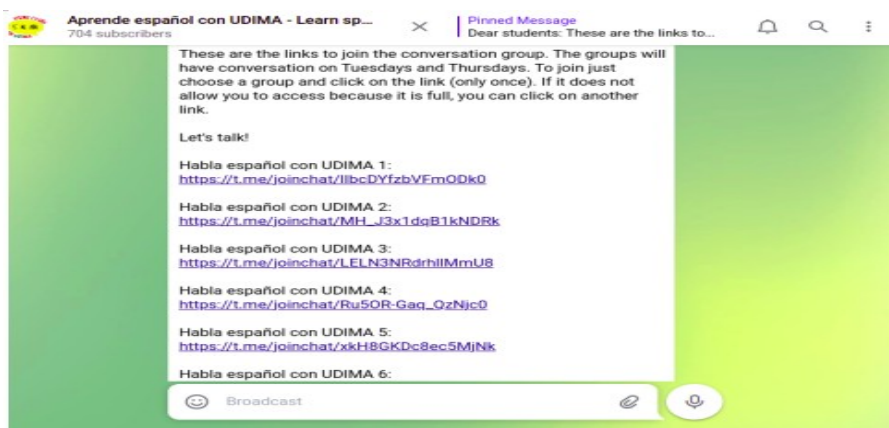 Aprende español con UDIMA - Learn sp...
704 subscribers
Pinned Message
Dear students: These are the links to...
These are the links to join the conversation group. The groups will
have conversation on Tuesdays and Thursdays. To join just
choose a group and click on the link (only once). If it does not
allow you to access because it is full, you can click on another
link.
Let's talk!
Habla español con UDIMA 1:
https://t.me/joinchat/IlbcDYfzbVFmODk0
Habla español con UDIMA 2:
https://t.me/joinchat/MH_J3x1dqB1kNDRk
Habla español con UDIMA 3:
https://t.me/joinchat/LELN3NRdrhIlMmU8
Habla español con UDIMA 4:
https://t.me/joinchat/Ru5OR-Gaq_QzNjc0
Habla español con UDIMA 5:
https://t.me/joinchat/xkH8GKDc8ec5MjNk
Habla español con UDIMA 6:
Broadcast